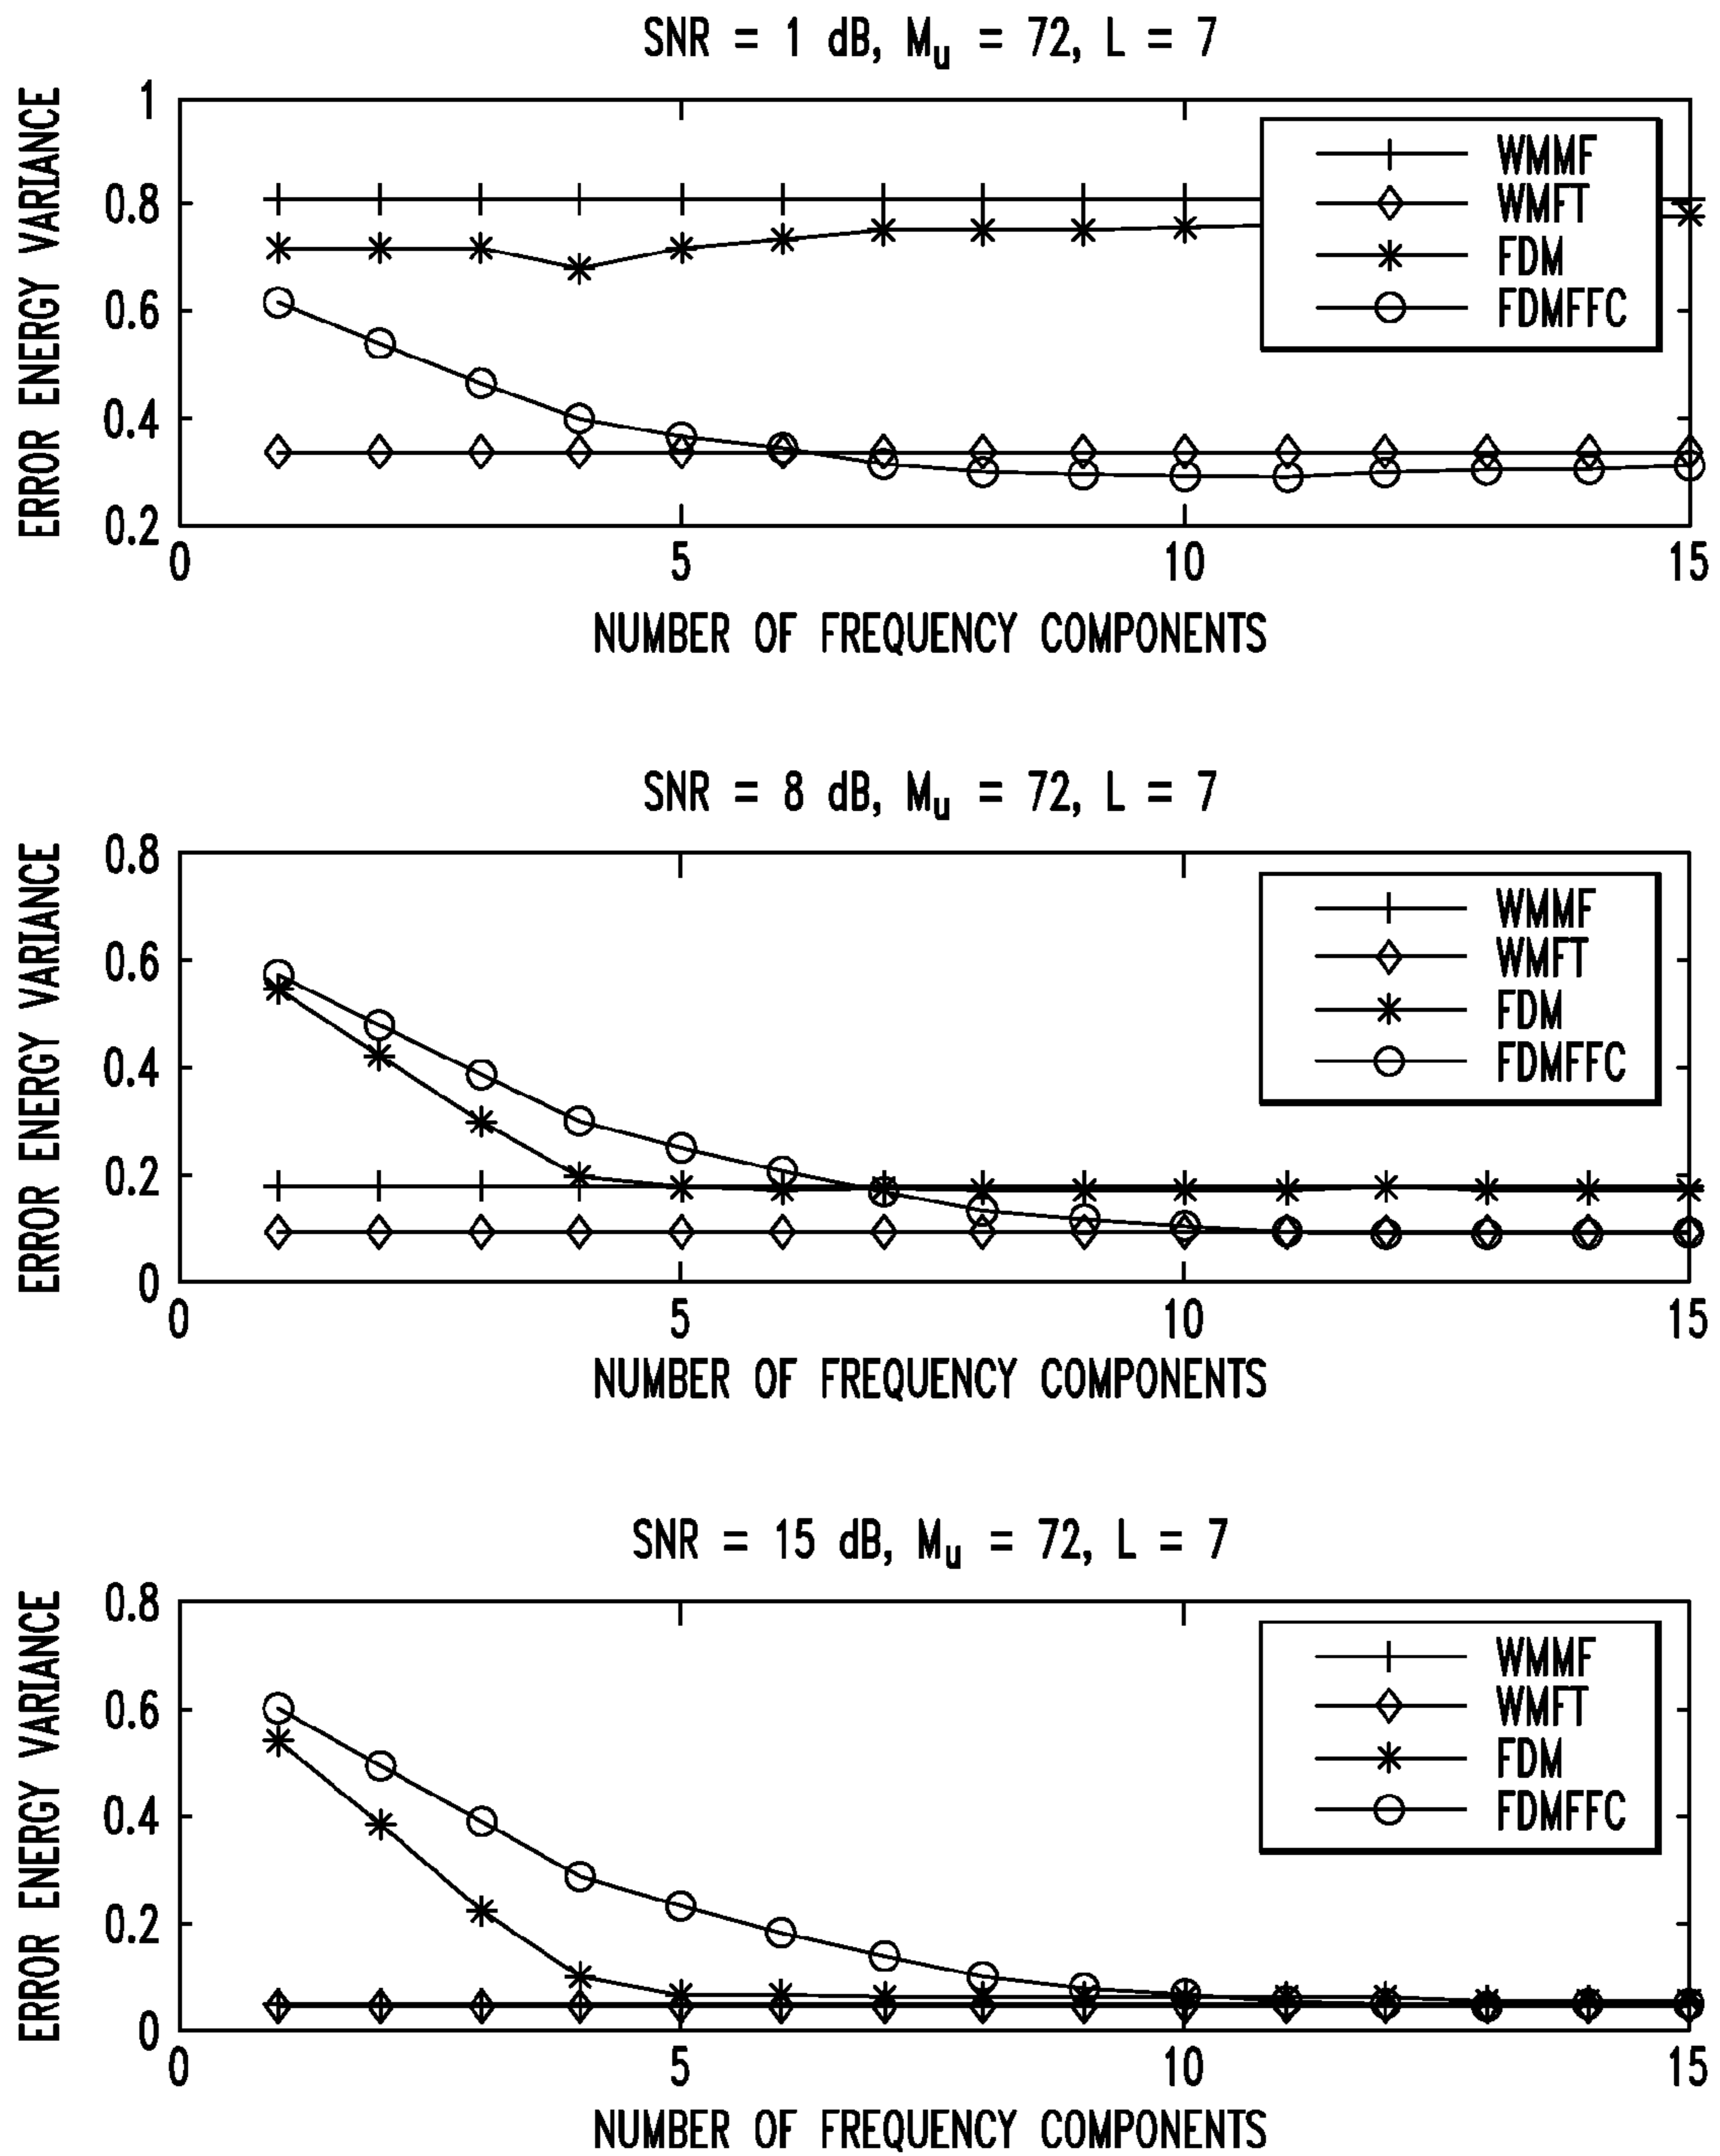 SNR = 1 dB, Mu = 72, L = 7
ERROR ENERGY VARIANCE
1
0.8
0.6
0.4
0.2
WMMF
WMFT
FDM
FDMFFC
0 5 10 15
NUMBER OF FREQUENCY COMPONENTS
SNR = 8 dB, Mu = 72, L = 7
ERROR ENERGY VARIANCE
0.8
0.6
0.4
0.2
0
WMMF
WMFT
FDM
FDMFFC
0 5 10 15
NUMBER OF FREQUENCY COMPONENTS
SNR = 15 dB, Mu = 72, L = 7
ERROR ENERGY VARIANCE
0.8
0.6
0.4
0.2
0
WMMF
WMFT
FDM
FDMFFC
0 5 10 15
NUMBER OF FREQUENCY COMPONENTS